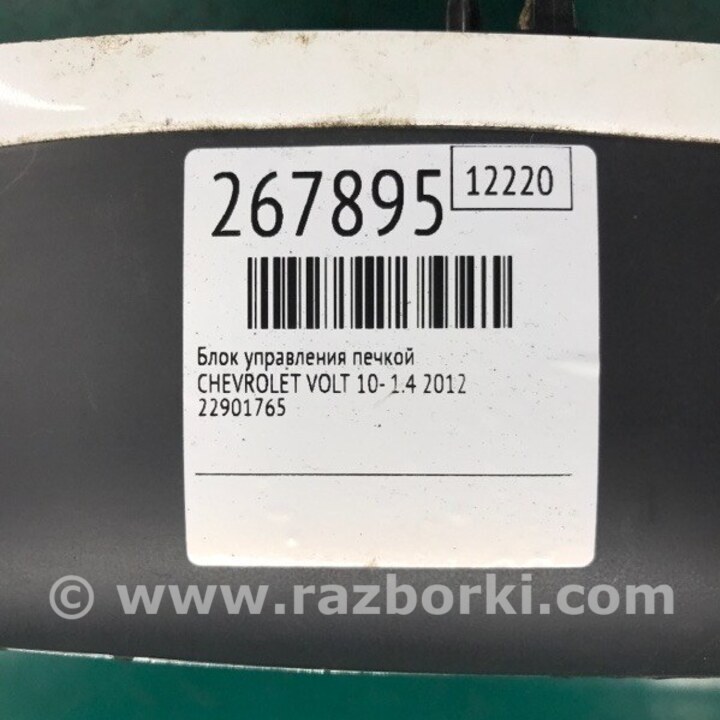 267895
12220
Блок управления печкой
CHEVROLET VOLT 10- 1.4 2012
22901765
© www.razborki.com